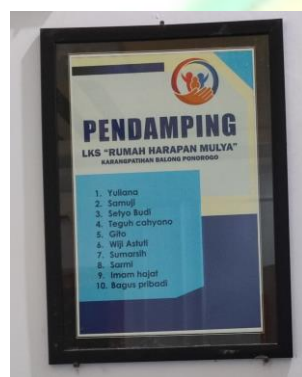 PENDAMPING
LKS "RUMAH HARAPAN MULYA"
KARANGPATIHAN BALONG PONOROGO
1. Yuliana
2. Samuji
3. Setyo Budi
4. Teguh cahyono
5. Gito
6. Wiji Astuti
7. Sumarsih
8. Sarmi
9. Imam hajat
10. Bagus pribadi